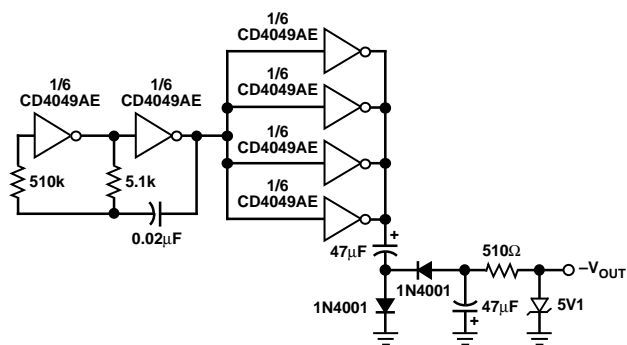 1/6
CD4049AE
1/6
CD4049AE
1/6
CD4049AE
1/6
CD4049AE
1/6
CD4049AE
1/6
CD4049AE
510k
5.1k
0.02μF
+
47μF
510Ω
–VOUT
1N4001
1N4001
47μF
+
5V1